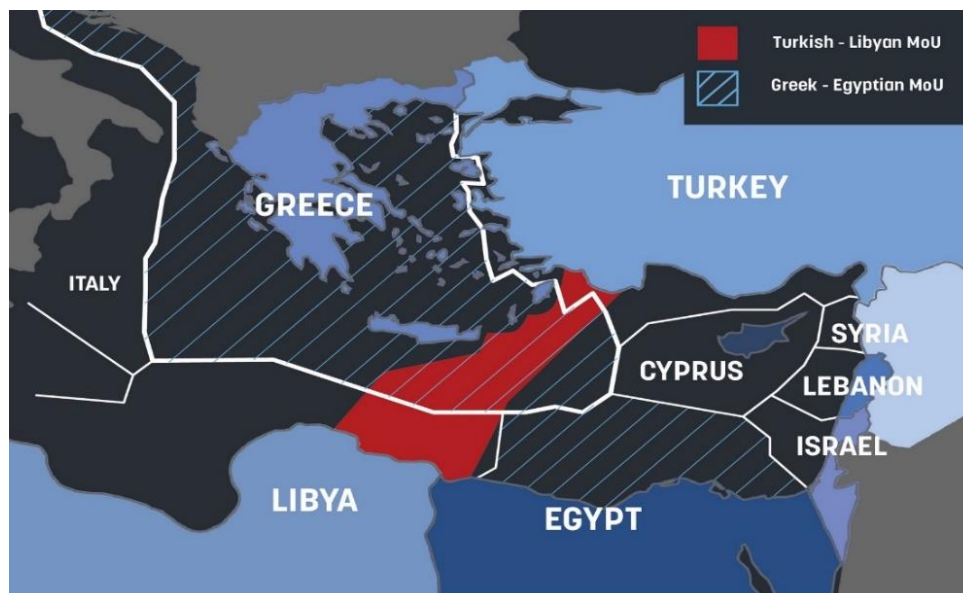 Turkish - Libyan MoU
Greek - Egyptian MoU
GREECE
TURKEY
ITALY
SYRIA
CYPRUS
LEBANON
ISRAEL
LIBYA
EGYPT